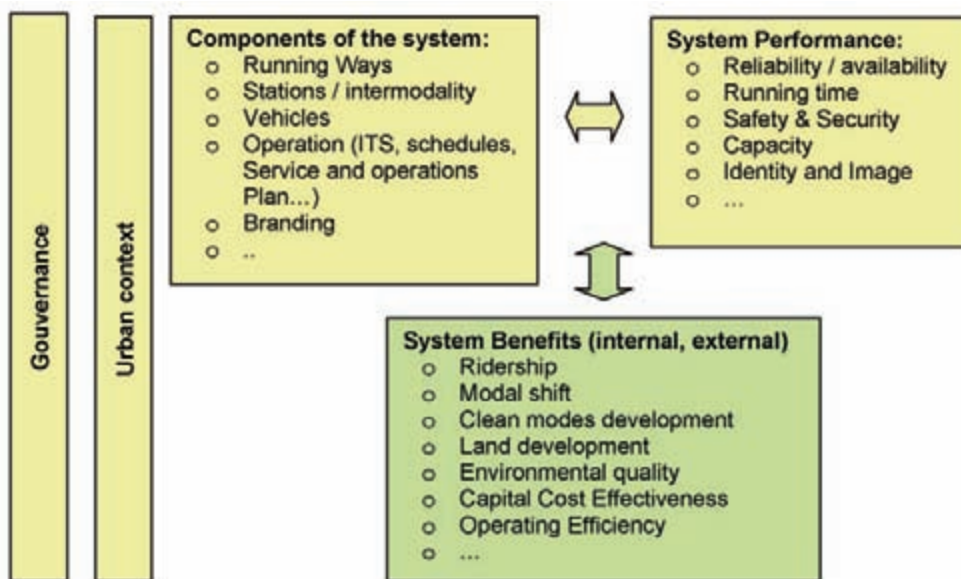 Gouvernance
Urban context
Components of the system:
o Running Ways
o Stations / intermodality
o Vehicles
o Operation (ITS, schedules,
Service and operations
Plan...)
o Branding
o ..
System Performance:
o Reliability / availability
o Running time
o Safety & Security
o Capacity
o Identity and Image
o ...
System Benefits (internal, external)
o Ridership
o Modal shift
o Clean modes development
o Land development
o Environmental quality
o Capital Cost Effectiveness
o Operating Efficiency
o ...